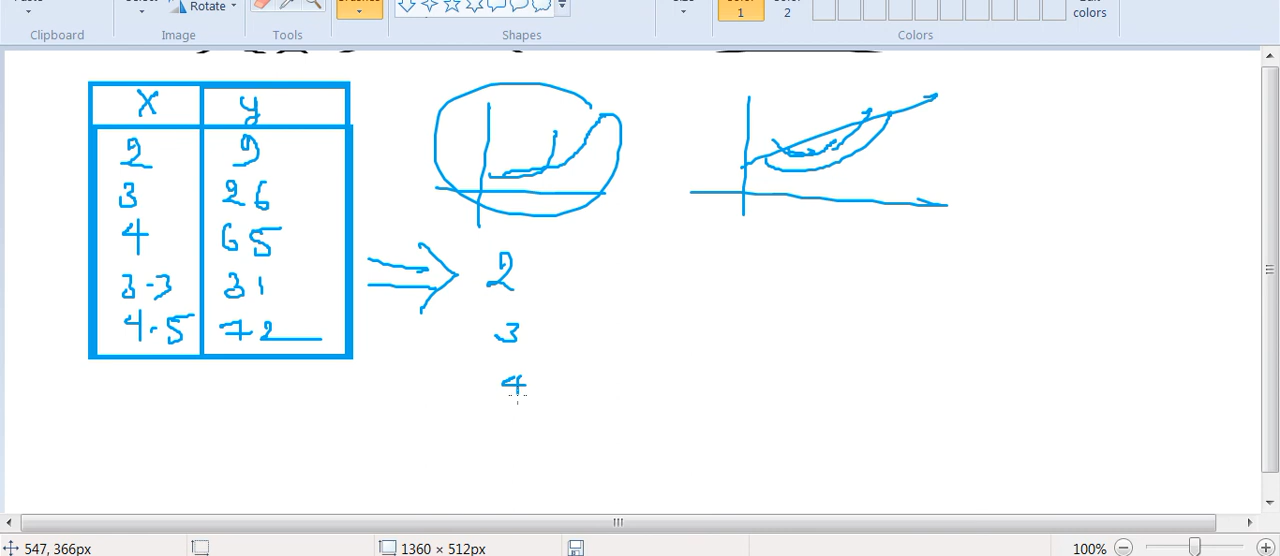 Rotate
Clipboard
Image
Tools
Shapes
Colors
1
2
colors
X y
2 9
3 26
4 65
3.3 31
4.5 72
2
3
4
547, 366px
1360 × 512px
100%